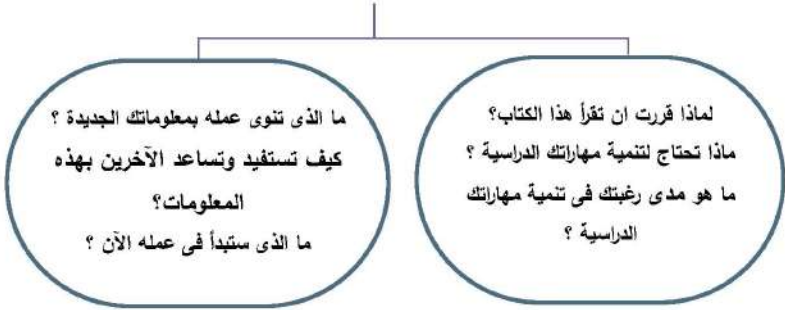 لماذا قررت ان تقرأ هذا الكتاب؟
ماذا تحتاج لتنمية مهاراتك الدراسية ؟
ما هو مدى رغبتك فى تنمية مهاراتك
الدراسية ؟
ما الذى تنوى عمله بمعلوماتك الجديدة ؟
كيف تستفيد وتساعد الآخرين بهذه
المعلومات؟
ما الذى ستبدأ فى عمله الآن ؟